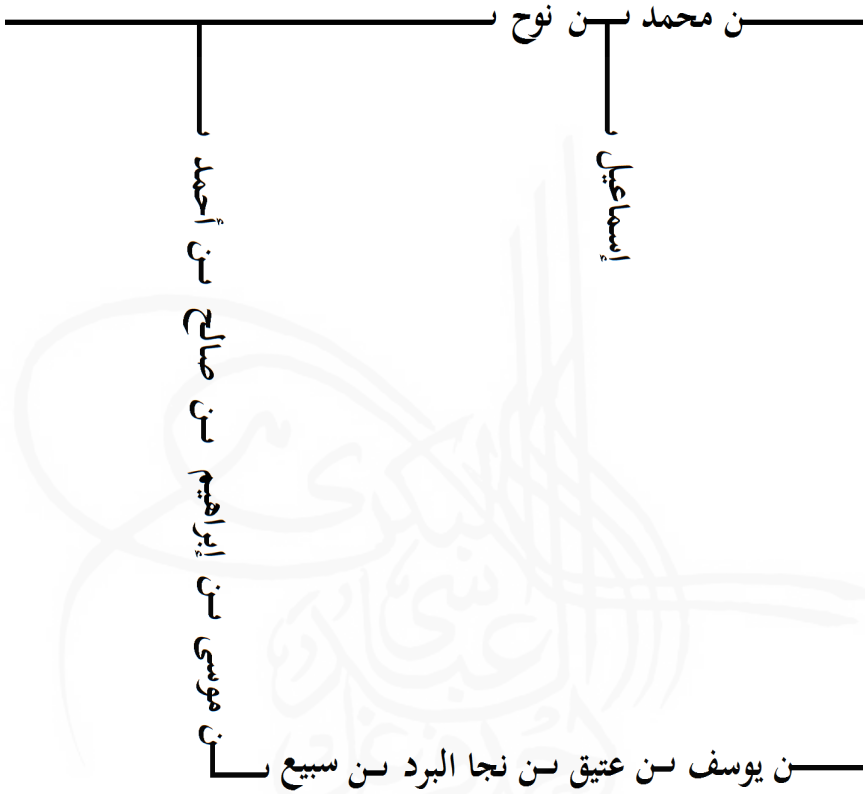 ن محمد بن نوح ب
إسماعيل ب
ن يوسف بن عتيق بن نجا البرد بن سبيع ب
ن موسى بن إبراهيم بن صالح بن أحمد ب